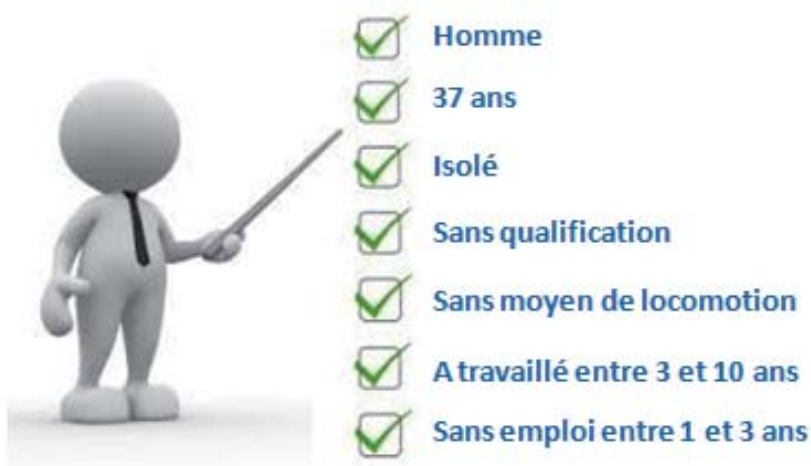 Homme
37 ans
Isolé
Sans qualification
Sans moyen de locomotion
A travaillé entre 3 et 10 ans
Sans emploi entre 1 et 3 ans